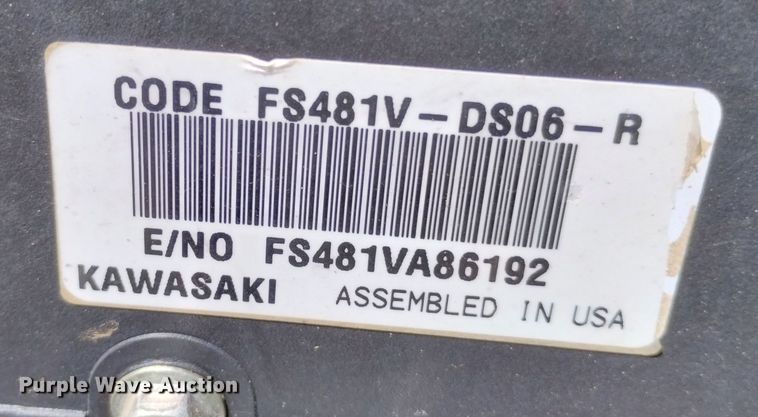 CODE FS481V-DS06-R
E/NO FS481VA86192
KAWASAKI ASSEMBLED IN USA
Purple Wave Auction